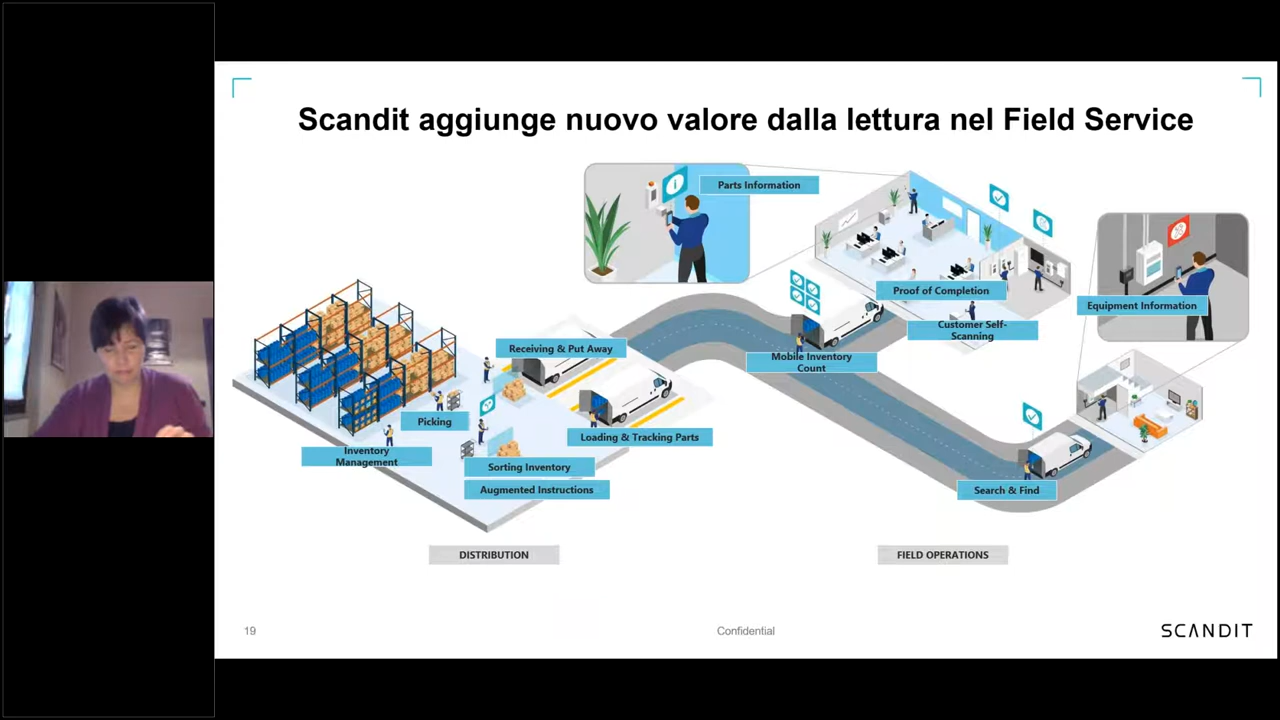 Scandit aggiunge nuovo valore dalla lettura nel Field Service
Parts Information
Proof of Completion
Equipment Information
Customer Self-
Scanning
Receiving & Put Away
Mobile Inventory
Count
Picking
Loading & Tracking Parts
Inventory
Management
Sorting Inventory
Augmented Instructions
Search & Find
DISTRIBUTION
FIELD OPERATIONS
19
Confidential
SCANDIT